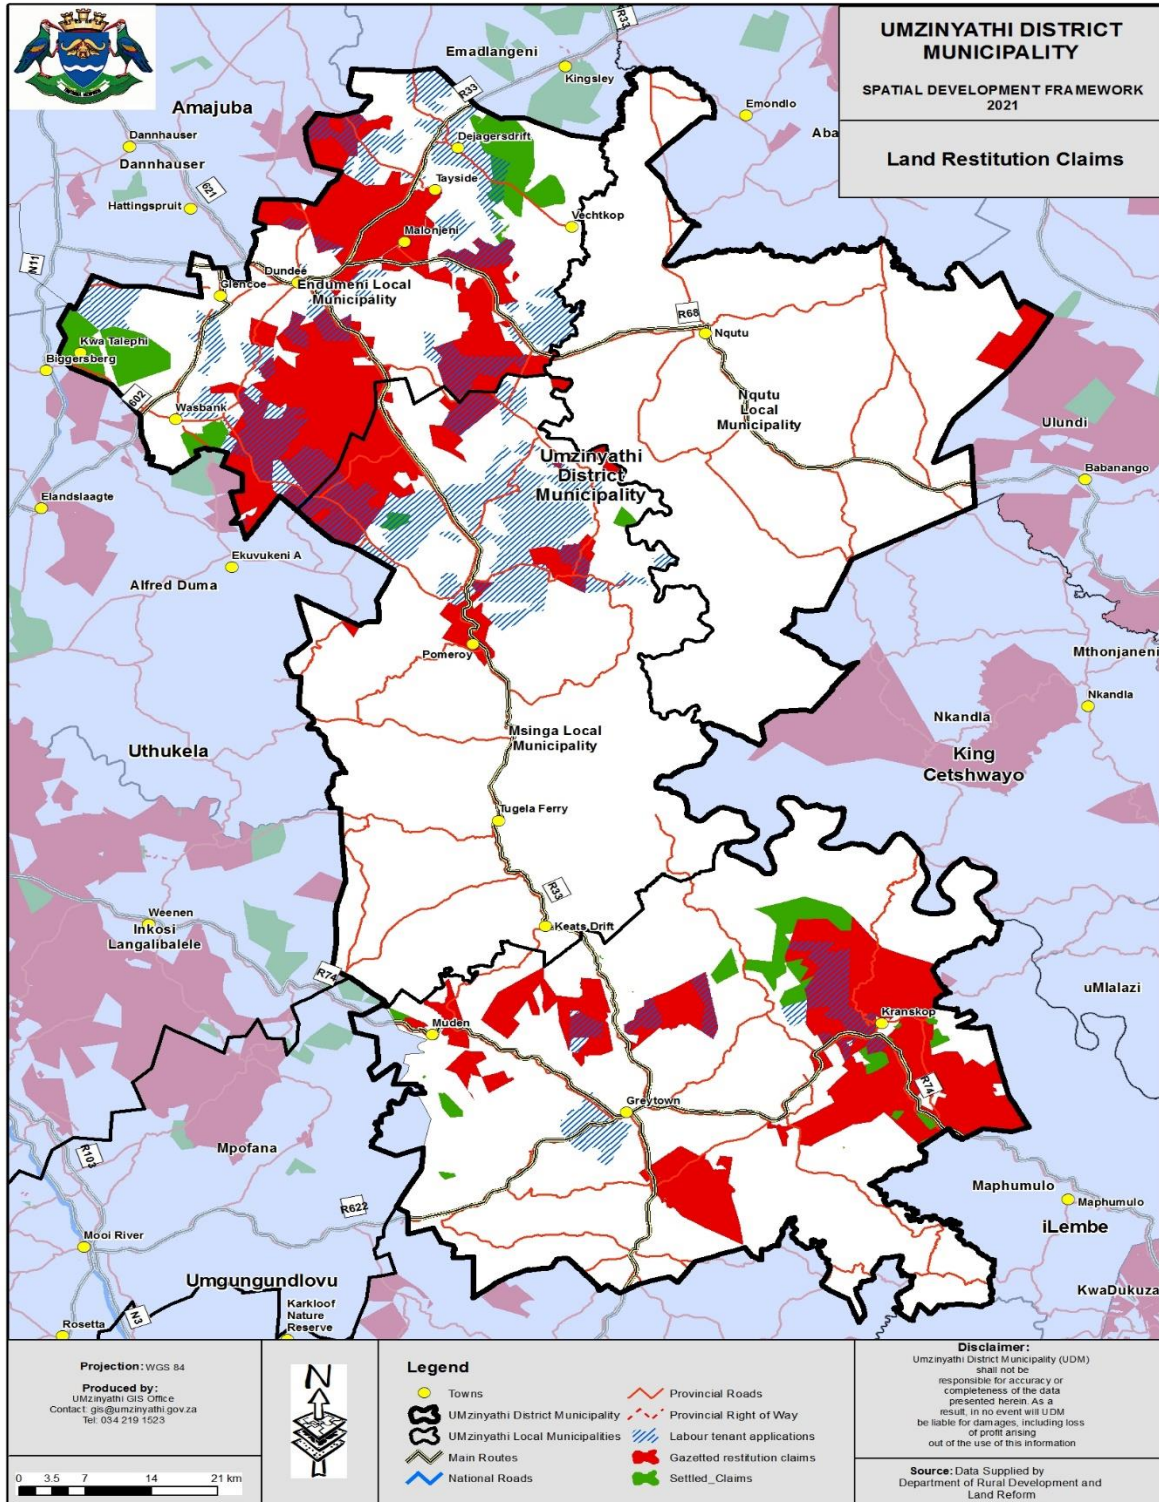 UMZINYATHI DISTRICT
MUNICIPALITY
SPATIAL DEVELOPMENT FRAMEWORK
2021
Land Restitution Claims
R33
Emadlangeni
Kingsley
R33
Amajuba
Emondlo
Aba
Dannhauser
Dannhauser
Dejagersdrift
621
Tayside
Hattingspruit
Vechtkop
Malonjeni
N11
Dundee
Glencoe
Endumeni Local
Municipality
R68
Nqutu
Kwa Talephi
Biggersberg
602
Wasbank
Nqutu
Local
Municipality
Ulundi
Umzinyathi
District
Municipality
Babanango
Elandslaagte
Ekuvukeni A
Alfred Duma
Pomeroy
Mthonjaneni
Nkandla
Nkandla
King
Cetshwayo
Uthukela
Msinga Local
Municipality
Tugela Ferry
R33
Weenen
Inkosi
Langalibalele
Keats Drift
R74
uMlalazi
Muden
Kranskop
R74
Greytown
Mpofana
R103
R622
Maphumulo
Maphumulo
iLembe
Mooi River
Umgungundlovu
Karkloof
Nature
Reserve
KwaDukuza
N3
Rosetta
Projection: WGS 84
Produced by:
UMzinyathi GIS Office
Contact: gis@umzinyathi.gov.za
Tel: 034 219 1523
0 3.5 7 14 21 km
N
Legend
Towns
UMzinyathi District Municipality
UMzinyathi Local Municipalities
Main Routes
National Roads
Provincial Roads
Provincial Right of Way
Labour tenant applications
Gazetted restitution claims
Settled_Claims
Disclaimer:
Umzinyathi District Municipality (UDM)
shall not be
responsible for accuracy or
completeness of the data
presented herein. As a
result, in no event will UDM
be liable for damages, including loss
of profit arising
out of the use of this information
Source: Data Supplied by
Department of Rural Development and
Land Reform